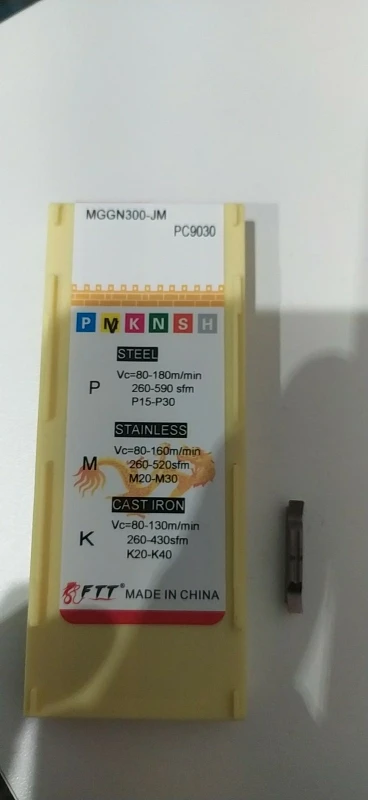 MGGN300-JM
PC9030
P M K N S H
STEEL
P
Vc=80-180m/min
260-590 sfm
P15-P30
STAINLESS
M
Vc=80-160m/min
260-520sfm
M20-M30
CAST IRON
K
Vc=80-130m/min
260-430sfm
K20-K40
FTT® MADE IN CHINA